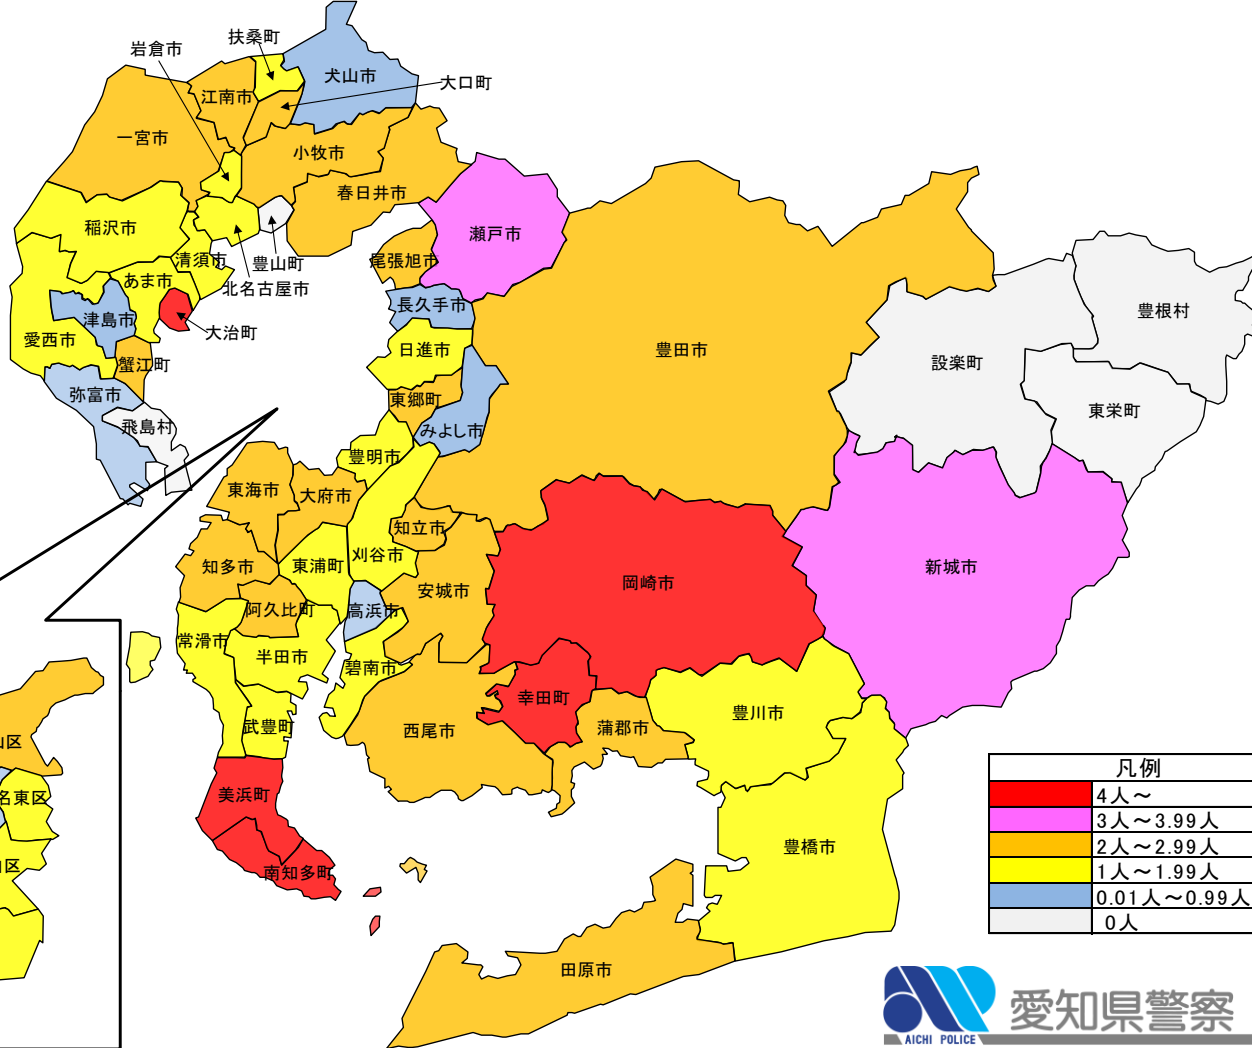 扶桑町
岩倉市
犬山市
大口町
江南市
一宮市
小牧市
春日井市
稲沢市
瀬戸市
清須市
豊山町
尾張旭市
あま市
北名古屋市
長久手市
津島市
豊根村
大治町
愛西市
日進市
豊田市
蟹江町
設楽町
弥富市
東郷町
東栄町
飛島村
みよし市
豊明市
東海市
大府市
知立市
刈谷市
知多市
東浦町
新城市
岡崎市
安城市
阿久比町
高浜市
常滑市
半田市
碧南市
幸田町
豊川市
武豊町
西尾市
蒲郡市
山区
凡例
美浜町
4人～
名東区
3人～3.99人
豊橋市
2人～2.99人
区
南知多町
1人～1.99人
0.01人～0.99人
0人
田原市
愛知県警察
AICHI POLICE